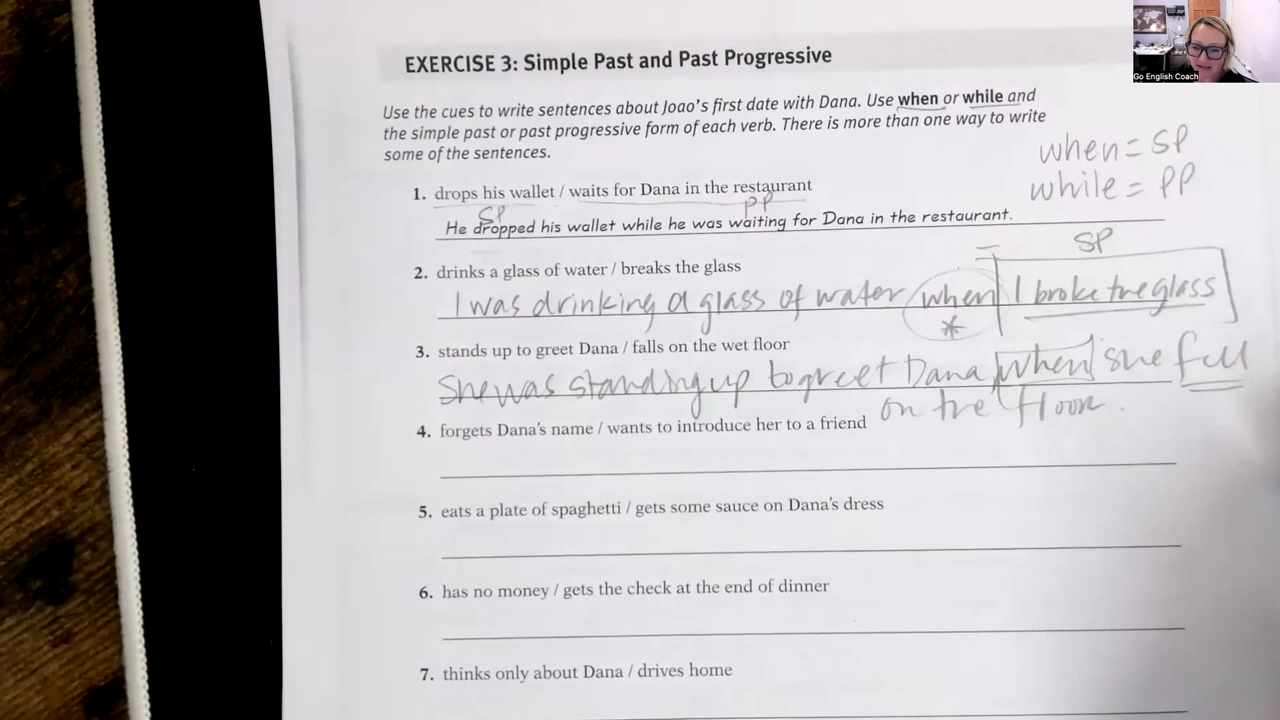 Go English Coach
EXERCISE 3: Simple Past and Past Progressive
Use the cues to write sentences about Joao's first date with Dana. Use when or while and
the simple past or past progressive form of each verb. There is more than one way to write
some of the sentences.
when = SP
while = PP
1. drops his wallet / waits for Dana in the restaurant
SP PP
He dropped his wallet while he was waiting for Dana in the restaurant.
SP
2. drinks a glass of water / breaks the glass
I was drinking a glass of water when I broke the glass
*
3. stands up to greet Dana / falls on the wet floor
She was standing up to greet Dana when she fell
on the floor.
4. forgets Dana's name / wants to introduce her to a friend
5. eats a plate of spaghetti / gets some sauce on Dana's dress
6. has no money / gets the check at the end of dinner
7. thinks only about Dana / drives home